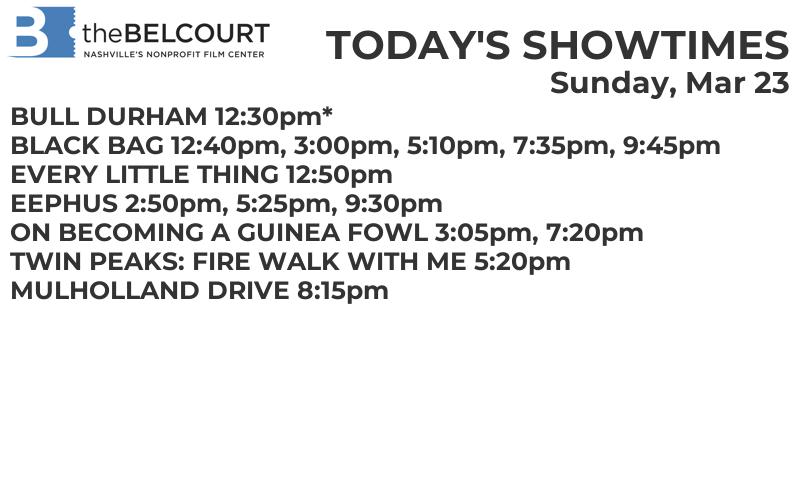 B theBELCOURT
NASHVILLE'S NONPROFIT FILM CENTER
TODAY'S SHOWTIMES
Sunday, Mar 23
BULL DURHAM 12:30pm*
BLACK BAG 12:40pm, 3:00pm, 5:10pm, 7:35pm, 9:45pm
EVERY LITTLE THING 12:50pm
EEPHUS 2:50pm, 5:25pm, 9:30pm
ON BECOMING A GUINEA FOWL 3:05pm, 7:20pm
TWIN PEAKS: FIRE WALK WITH ME 5:20pm
MULHOLLAND DRIVE 8:15pm